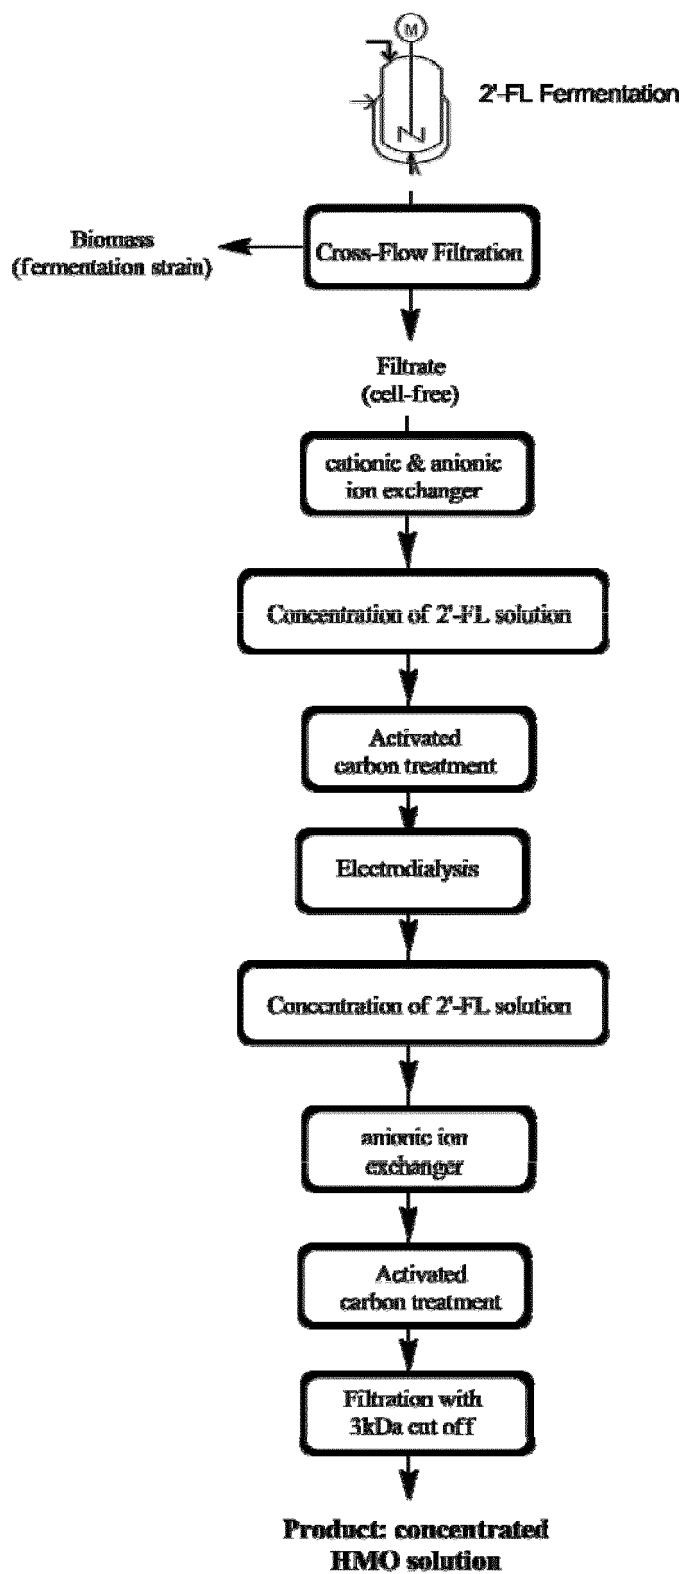 M
2'-FL Fermentation
Biomass
(fermentation strain)
Cross-Flow Filtration
Filtrate
(cell-free)
cationic & anionic
ion exchanger
Concentration of 2'-FL solution
Activated
carbon treatment
Electrodialysis
Concentration of 2'-FL solution
anionic ion
exchanger
Activated
carbon treatment
Filtration with
3kDa cut off
Product: concentrated
HMO solution